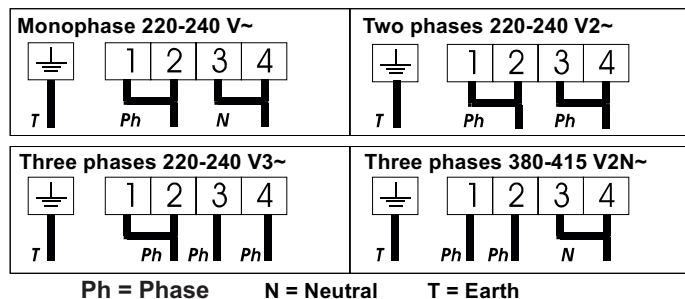 Monophase 220-240 V~
1 2 3 4
T Ph N
Two phases 220-240 V2~
1 2 3 4
T Ph Ph
Three phases 220-240 V3~
1 2 3 4
T Ph Ph Ph
Three phases 380-415 V2N~
1 2 3 4
T Ph Ph N
Ph = Phase N = Neutral T = Earth